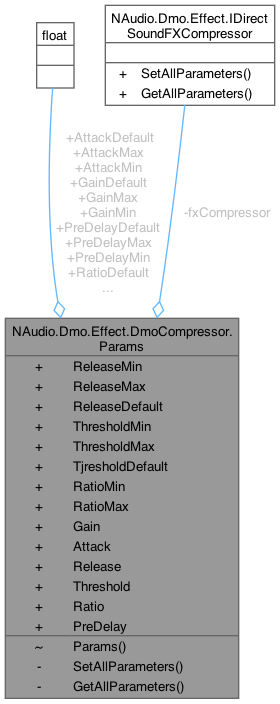 float
NAudio.Dmo.Effect.IDirect
SoundFXCompressor
+ SetAllParameters()
+ GetAllParameters()
+AttackDefault
+AttackMax
+AttackMin
+GainDefault
+GainMax
+GainMin
+PreDelayDefault
+PreDelayMax
+PreDelayMin
+RatioDefault
...
-fxCompressor
NAudio.Dmo.Effect.DmoCompressor.
Params
+ ReleaseMin
+ ReleaseMax
+ ReleaseDefault
+ ThresholdMin
+ ThresholdMax
+ TjresholdDefault
+ RatioMin
+ RatioMax
+ Gain
+ Attack
+ Release
+ Threshold
+ Ratio
+ PreDelay
~ Params()
- SetAllParameters()
- GetAllParameters()